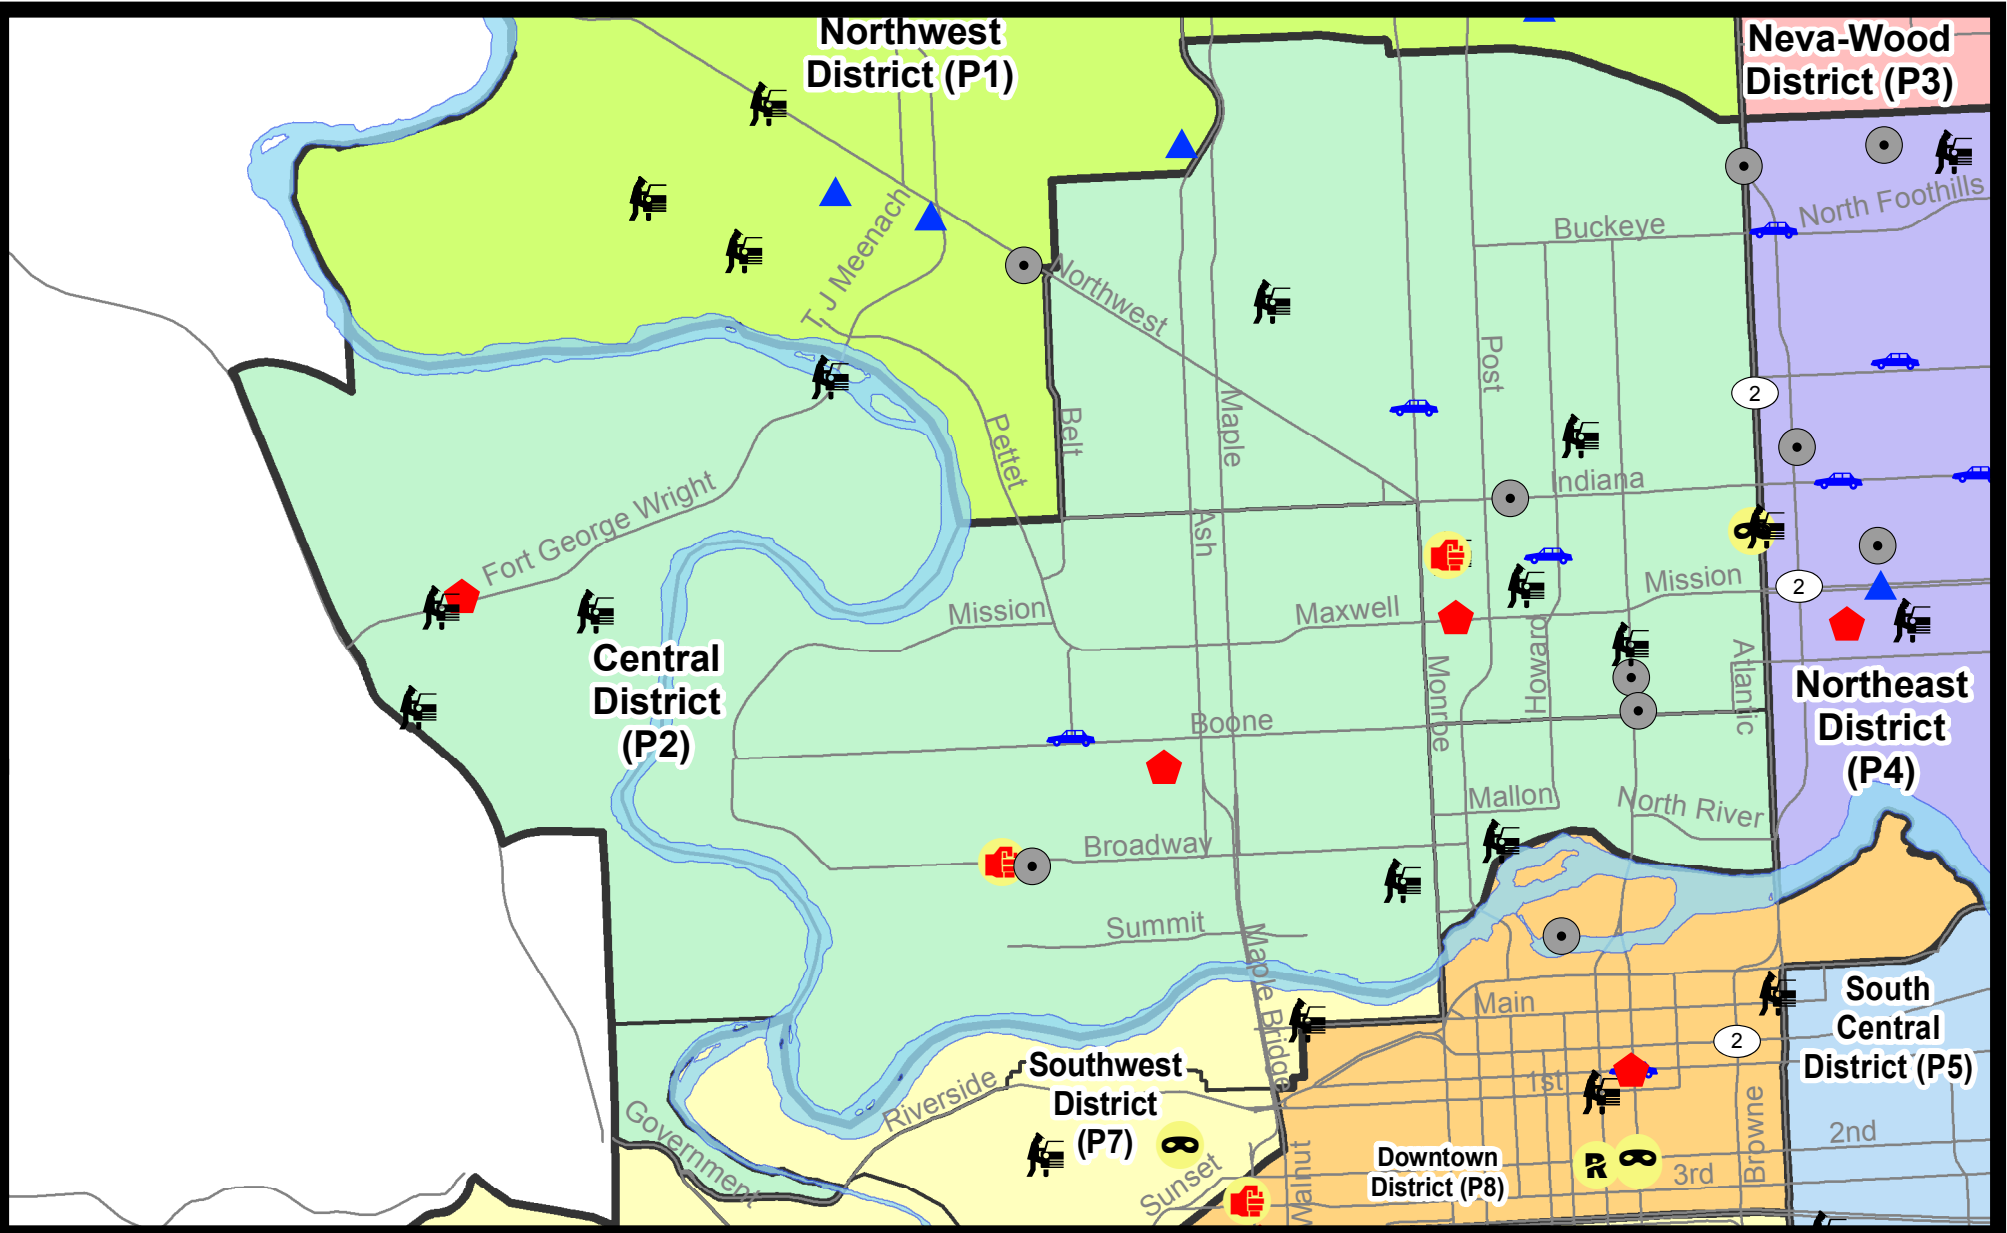 Northwest
District (P1)
Neva-Wood
District (P3)
North Foothills
Buckeye
T J Meenach
Northwest
Post
2
Maple
Belt
Pettet
Indiana
Fort George Wright
Ash
Mission
2
Mission
Maxwell
Howard
Atlantic
Monroe
Central
District
(P2)
Northeast
District
(P4)
Boone
Mallon
North River
Broadway
Summit
Maple Bridge
Main
South
Central
District (P5)
2
Southwest
District
(P7)
Riverside
1st
Government
Browne
2nd
Sunset
Walnut
Downtown
District (P8)
R
3rd